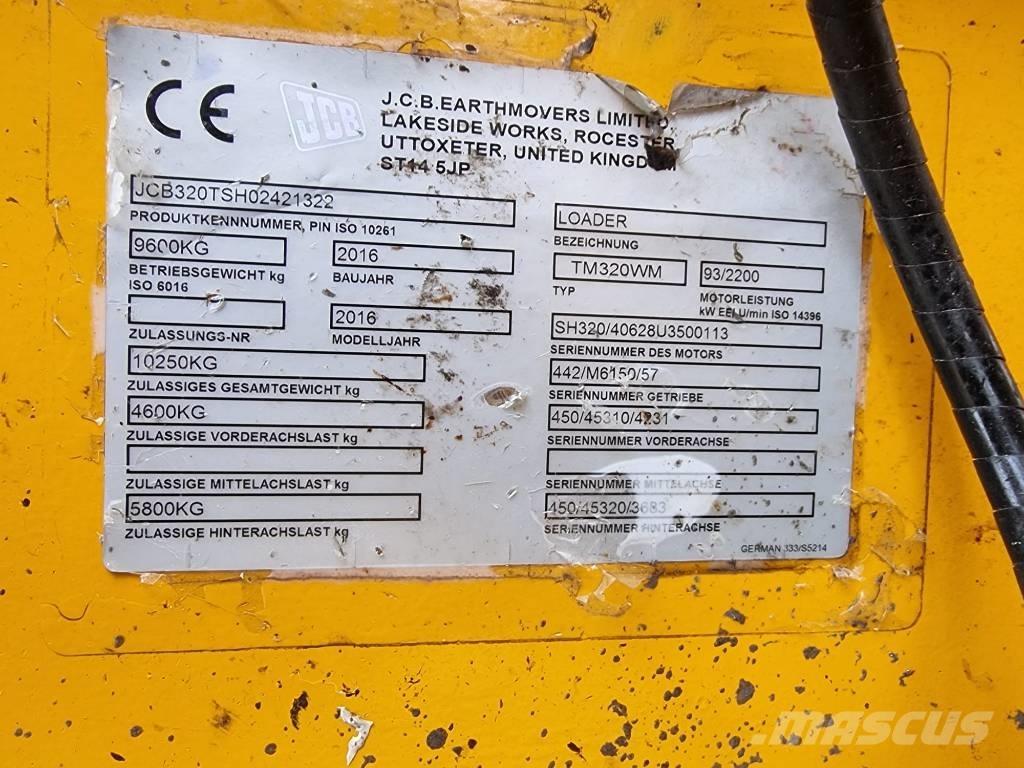 CE
JCB
J.C.B.EARTHMOVERS LIMITED,
LAKESIDE WORKS, ROCESTER,
UTTOXETER, UNITED KINGDOM
ST14 5JP
JCB320TSH02421322
PRODUKTKENNNUMMER, PIN ISO 10261
9600KG
BETRIEBSGEWICHT kg
ISO 6016
2016
BAUJAHR
ZULASSUNGS-NR
2016
MODELLJAHR
10250KG
ZULASSIGES GESAMTGEWICHT kg
4600KG
ZULASSIGE VORDERACHSLAST kg
ZULASSIGE MITTELACHSLAST kg
5800KG
ZULASSIGE HINTERACHSLAST kg
LOADER
BEZEICHNUNG
TM320WM
TYP
93/2200
MOTORLEISTUNG
kW EEI U/min ISO 14396
SH320/40628U3500113
SERIENNUMMER DES MOTORS
442/M6150/57
SERIENNUMMER GETRIEBE
450/45310/4231
SERIENNUMMER VORDERACHSE
SERIENNUMMER MITTELACHSE
450/45320/3683
SERIENNUMMER HINTERACHSE
GERMAN 333/S5214
MASCUS